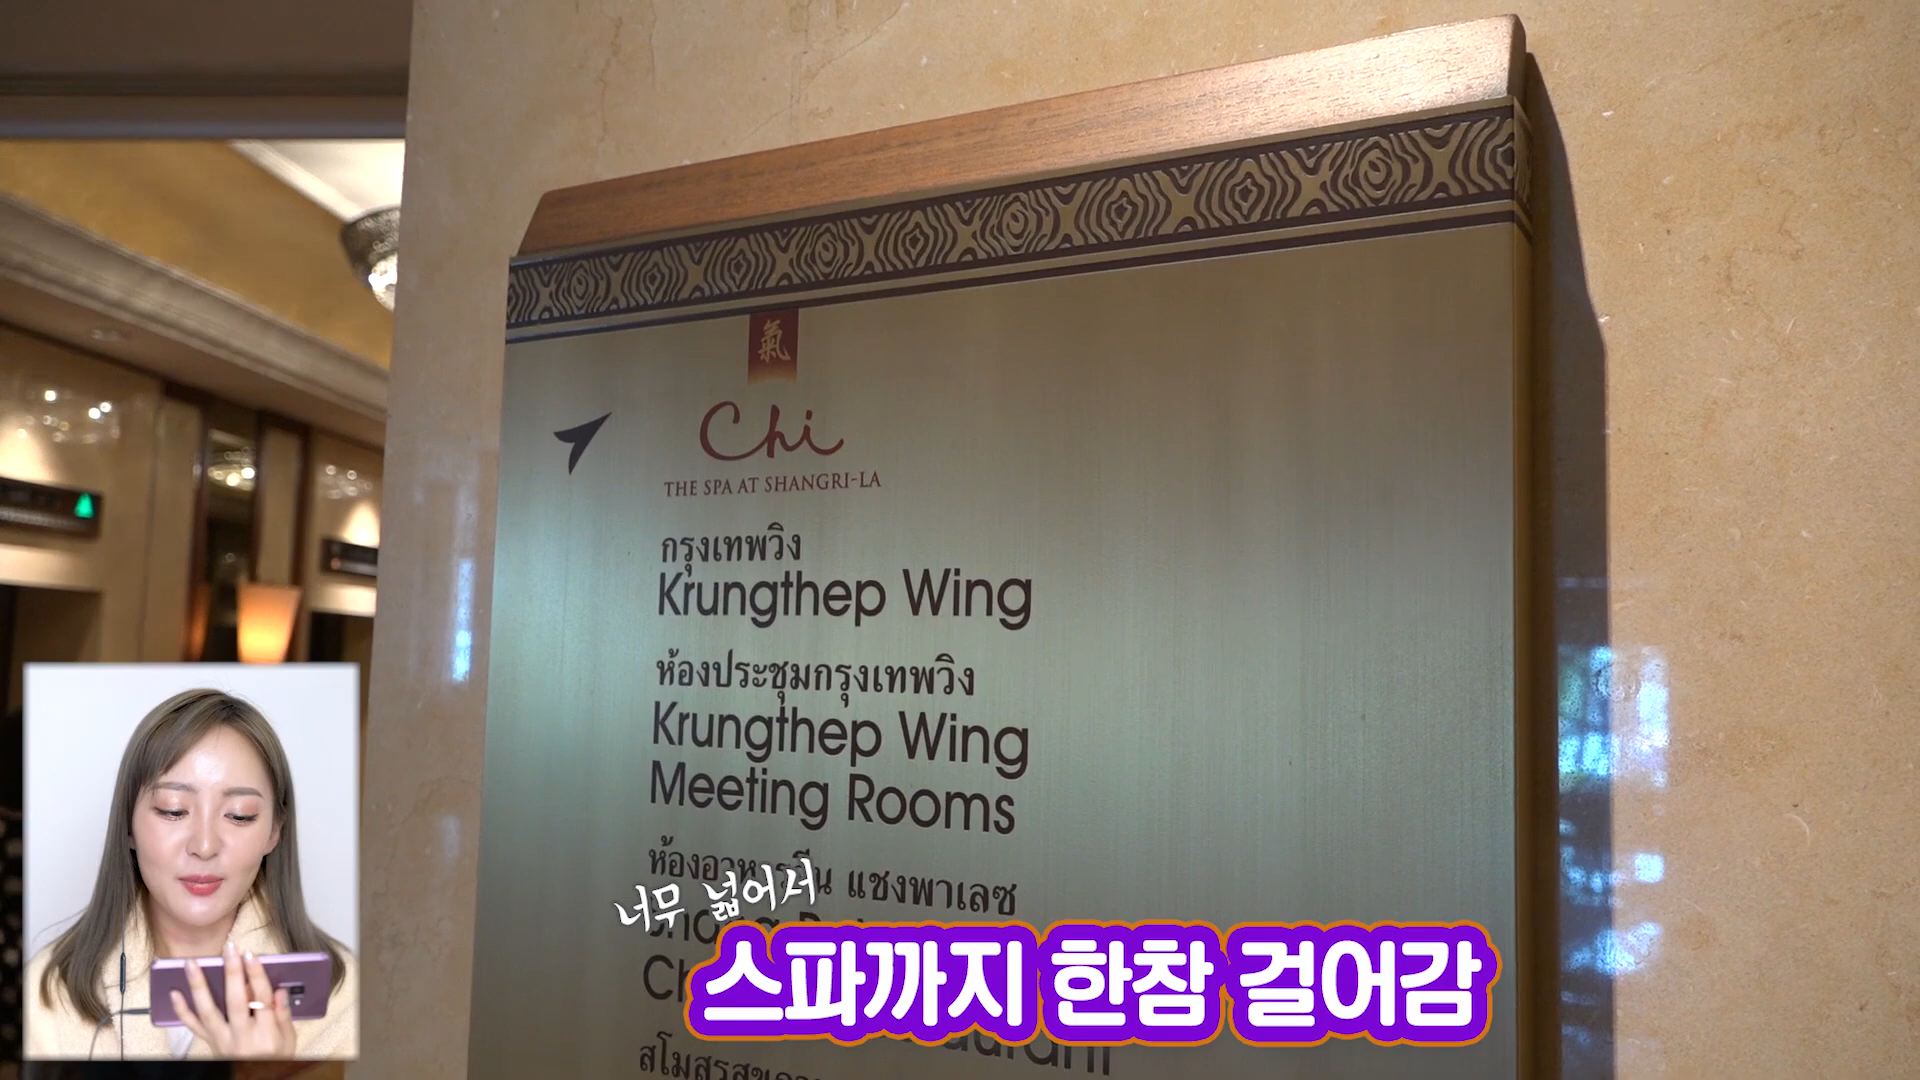 氣
Chi
THE SPA AT SHANGRI-LA
กรุงเทพวิง
Krungthep Wing
ห้องประชุมกรุงเทพวิง
Krungthep Wing
Meeting Rooms
แชงพาเลซ
너무 넓어서
스파까지 한참 걸어감